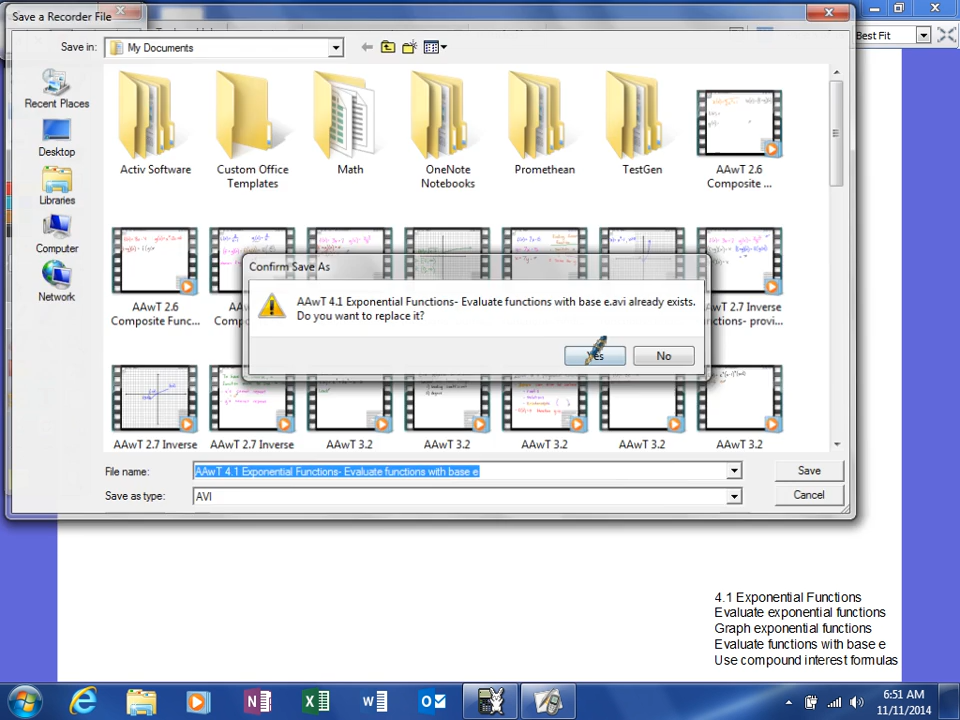 Save a Recorder File
Best Fit
Save in:
My Documents
Recent Places
Desktop
Libraries
Computer
Network
Activ Software
Custom Office
Templates
Math
OneNote
Notebooks
Promethean
TestGen
AAwT 2.6
Composite ...
AAwT 2.6
Composite Func...
AAwT 2.7 Inverse
Confirm Save As
AAwT 4.1 Exponential Functions- Evaluate functions with base e.avi already exists.
Do you want to replace it?
Yes
No
AAwT 2.7 Inverse
AAwT 2.7 Inverse
AAwT 3.2
AAwT 3.2
AAwT 3.2
AAwT 3.2
AAwT 3.2
File name:
AAwT 4.1 Exponential Functions- Evaluate functions with base e
Save
Save as type:
AVI
Cancel
4.1 Exponential Functions
Evaluate exponential functions
Graph exponential functions
Evaluate functions with base e
Use compound interest formulas
6:51 AM
11/11/2014